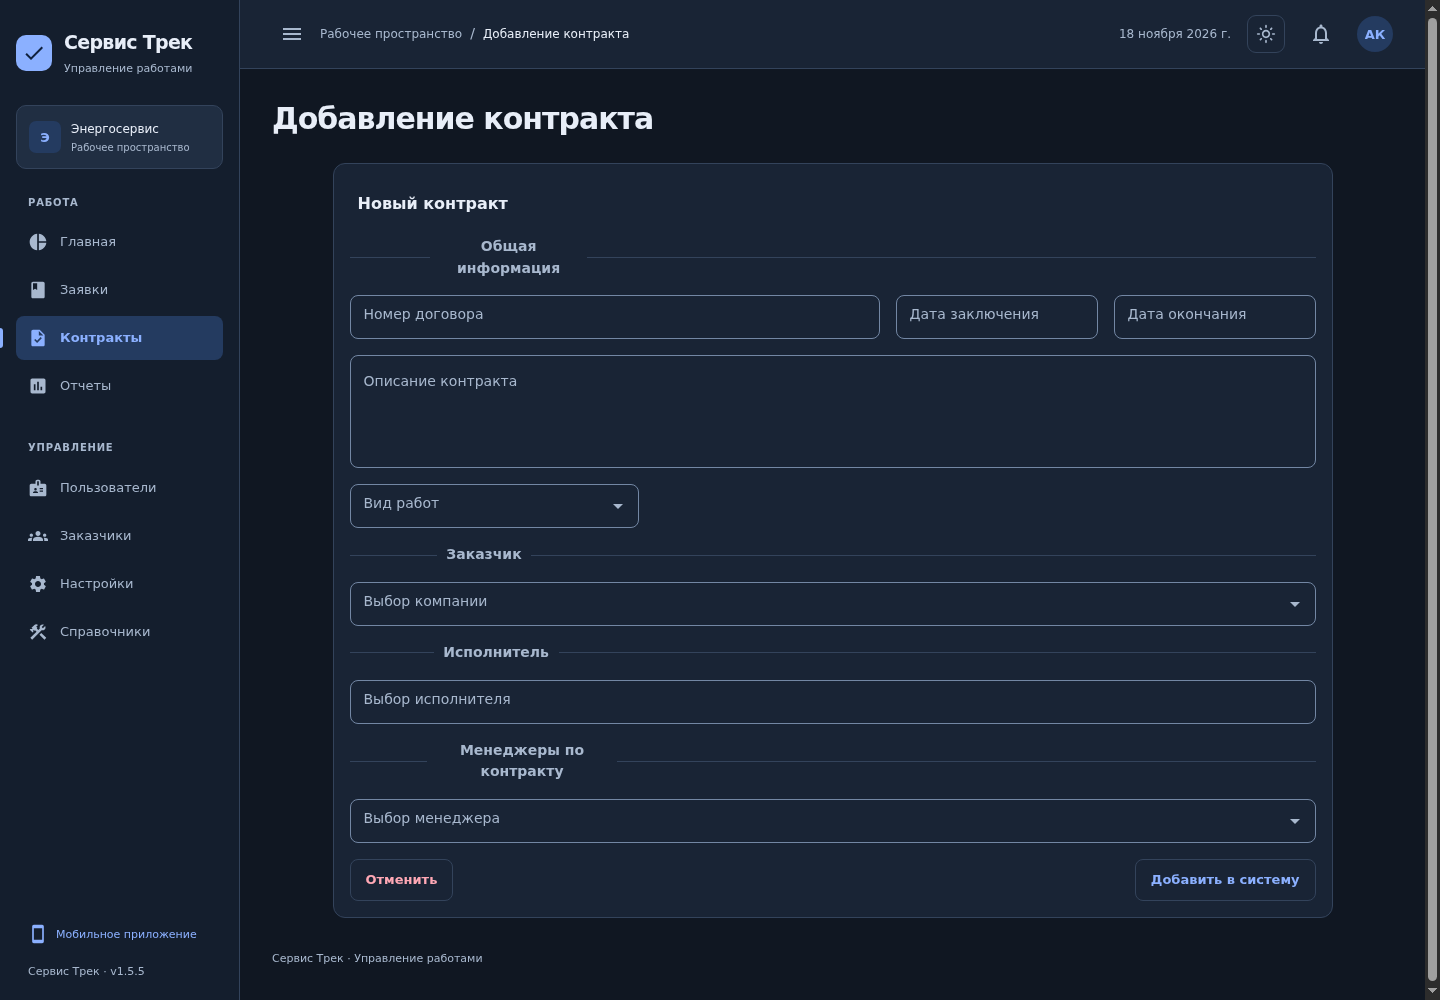 Сервис Трек
Управление работами
Э
Энергосервис
Рабочее пространство
РАБОТА
Главная
Заявки
Контракты
Отчеты
УПРАВЛЕНИЕ
Пользователи
Заказчики
Настройки
Справочники
Мобильное приложение
Сервис Трек · v1.5.5
Рабочее пространство / Добавление контракта
18 ноября 2026 г.
АК
Добавление контракта
Новый контракт
Общая
информация
Номер договора
Дата заключения
Дата окончания
Описание контракта
Вид работ
Заказчик
Выбор компании
Исполнитель
Выбор исполнителя
Менеджеры по
контракту
Выбор менеджера
Отменить
Добавить в систему
Сервис Трек · Управление работами